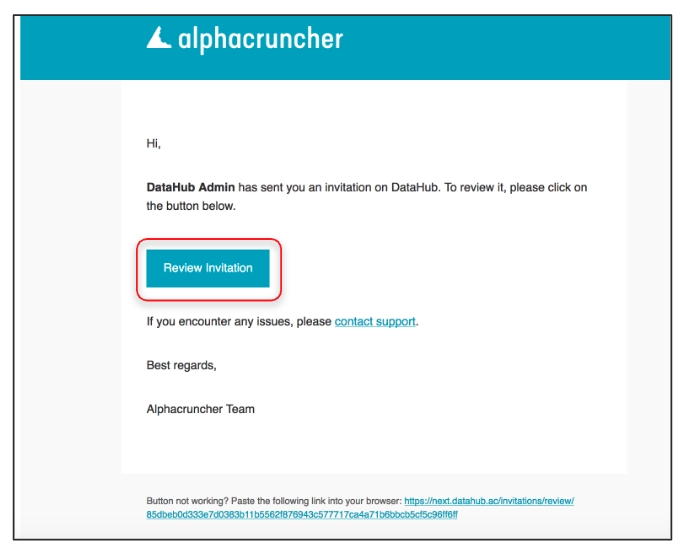 alphacruncher
Hi,
DataHub Admin has sent you an invitation on DataHub. To review it, please click on
the button below.
Review Invitation
If you encounter any issues, please contact support.
Best regards,
Alphacruncher Team
Button not working? Paste the following link into your browser: https://next.datahub.ac/invitations/review/
85dbeb0d333e7d0383b11b5562f876943c577717ca4a71b6bbcb5cf5c96ff6ff